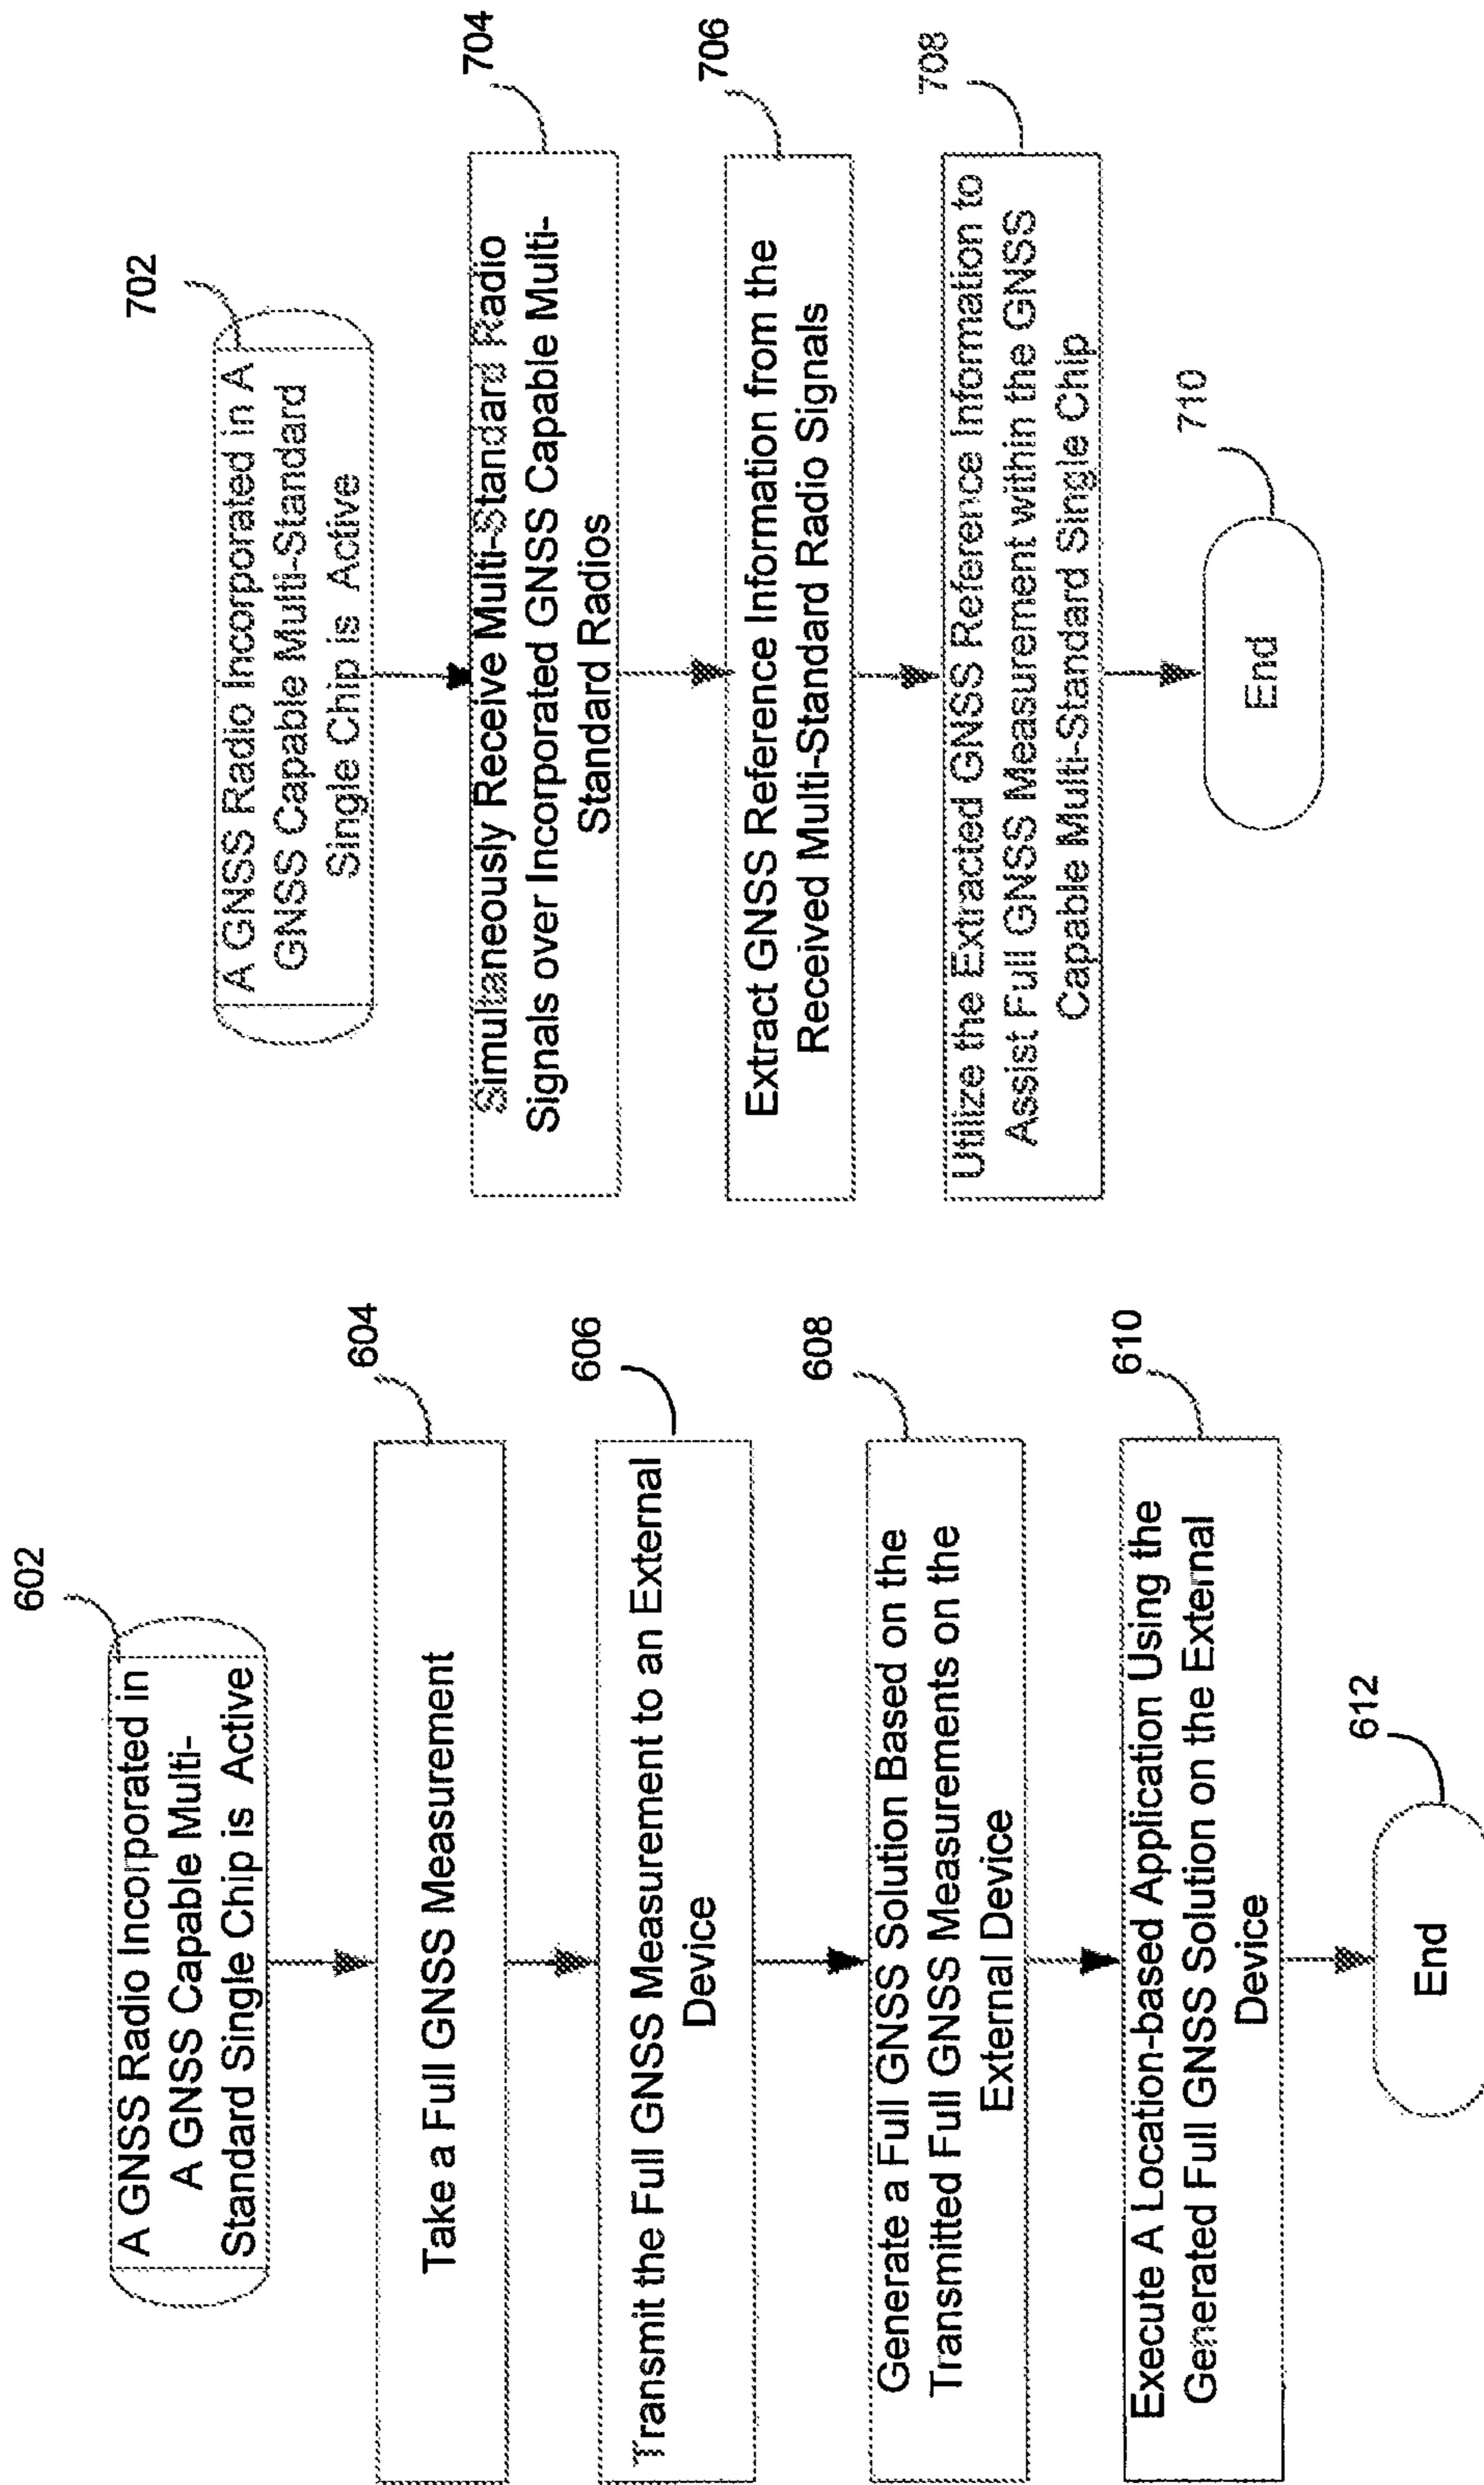 602
A GNSS Radio Incorporated in
A GNSS Capable Multi-
Standard Single Chip is Active
604
Take a Full GNSS Measurement
606
Transmit the Full GNSS Measurement to an External
Device
608
Generate a Full GNSS Solution Based on the
Transmitted Full GNSS Measurements on the
External Device
610
Execute A Location-based Application Using the
Generated Full GNSS Solution on the External
Device
612
End
702
A GNSS Radio Incorporated in A
GNSS Capable Multi-Standard
Single Chip is Active
704
Simultaneously Receive Multi-Standard Radio
Signals over Incorporated GNSS Capable Multi-
Standard Radios
706
Extract GNSS Reference Information from the
Received Multi-Standard Radio Signals
708
Utilize the Extracted GNSS Reference Information to
Assist Full GNSS Measurement within the GNSS
Capable Multi-Standard Single Chip
710
End